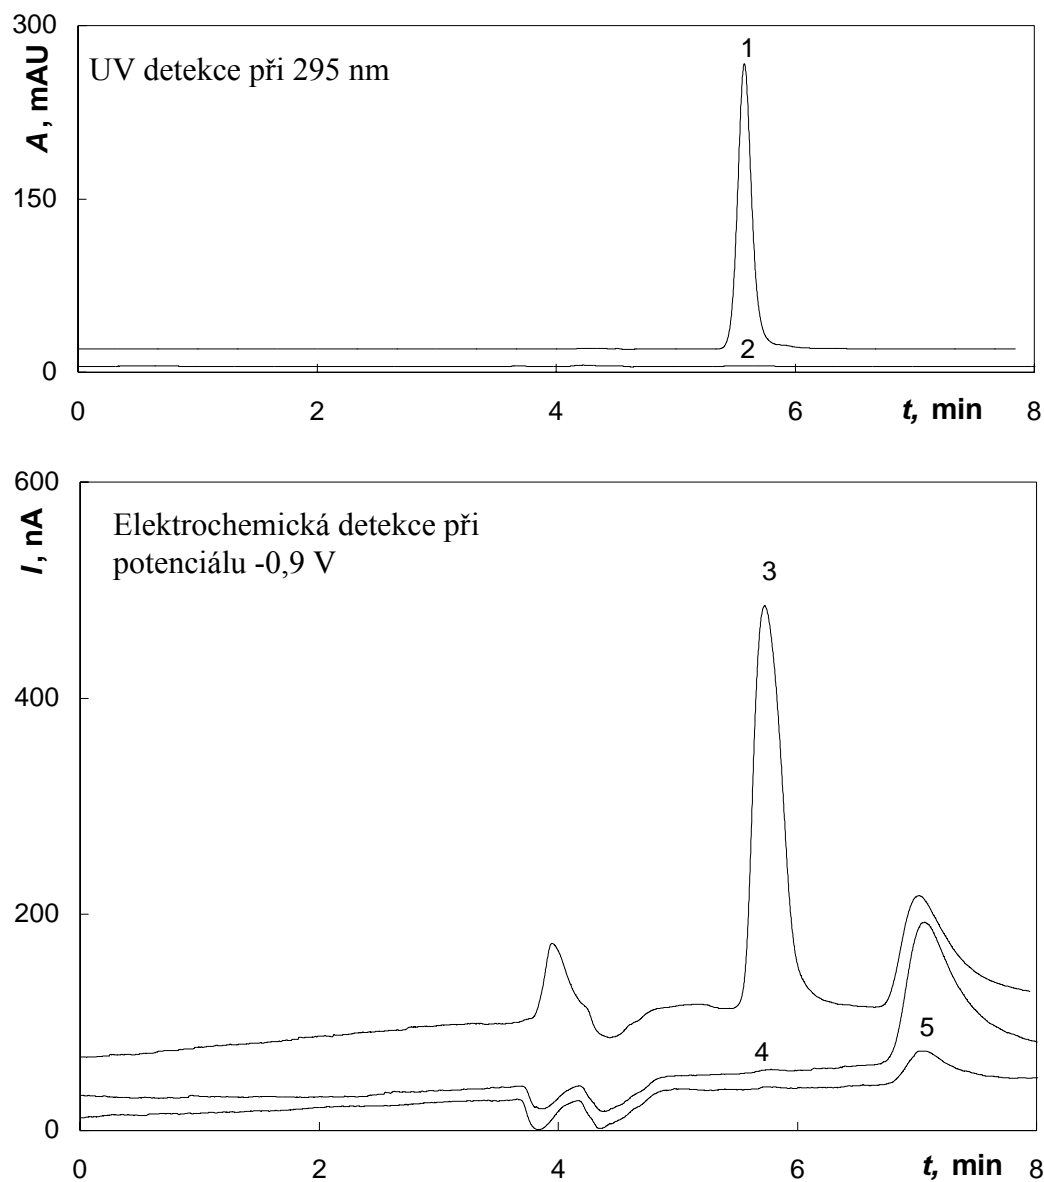 300
A, mAU
UV detekce při 295 nm
1
150
2
0
0 2 4 6 t, min 8
600
I, nA
Elektrochemická detekce při
potenciálu -0,9 V
3
400
200
5
4
0
0 2 4 6 t, min 8